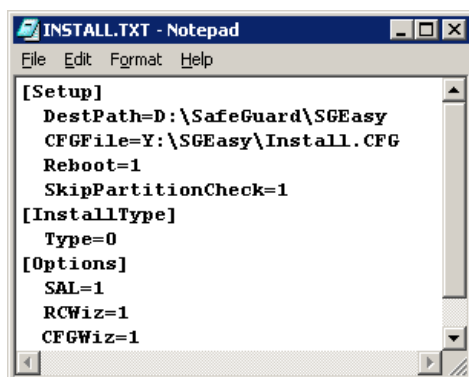 INSTALL.TXT - Notepad
File Edit Format Help
[Setup]
DestPath=D:\SafeGuard\SGEasy
CFGFile=Y:\SGEasy\Install.CFG
Reboot=1
SkipPartitionCheck=1
[InstallType]
Type=0
[Options]
SAL=1
RCWiz=1
CFGWiz=1